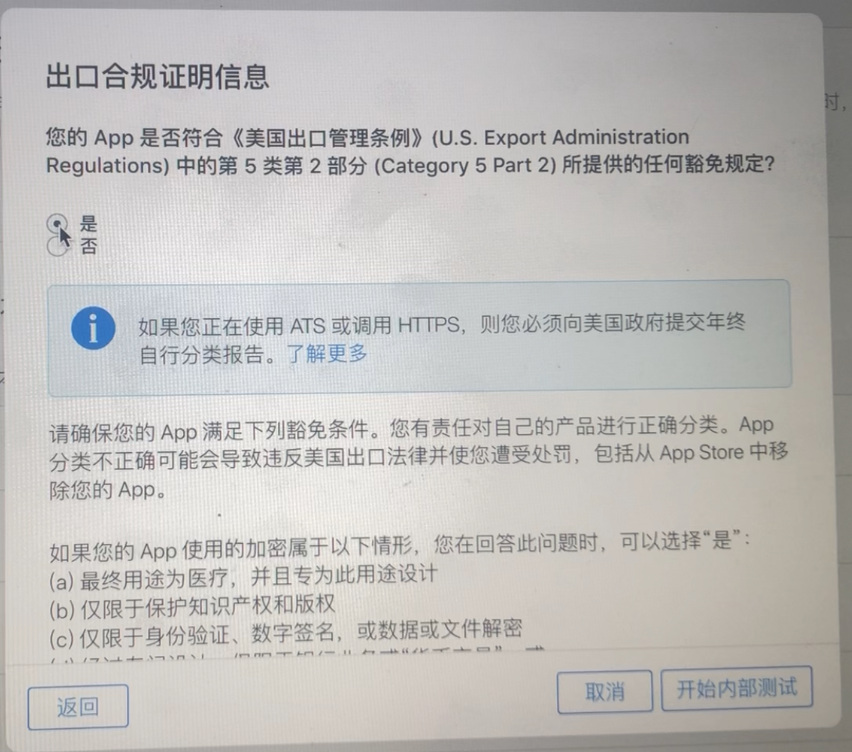 出口合规证明信息
时，
您的 App 是否符合《美国出口管理条例》(U.S. Export Administration
Regulations) 中的第 5 类第 2 部分 (Category 5 Part 2) 所提供的任何豁免规定？
是
否
如果您正在使用 ATS 或调用 HTTPS，则您必须向美国政府提交年终
自行分类报告。了解更多
请确保您的 App 满足下列豁免条件。您有责任对自己的产品进行正确分类。App
分类不正确可能会导致违反美国出口法律并使您遭受处罚，包括从 App Store 中移
除您的 App。
如果您的 App 使用的加密属于以下情形，您在回答此问题时，可以选择“是”：
(a) 最终用途为医疗，并且专为此用途设计
(b) 仅限于保护知识产权和版权
(c) 仅限于身份验证、数字签名，或数据或文件解密
返回
取消
开始内部测试